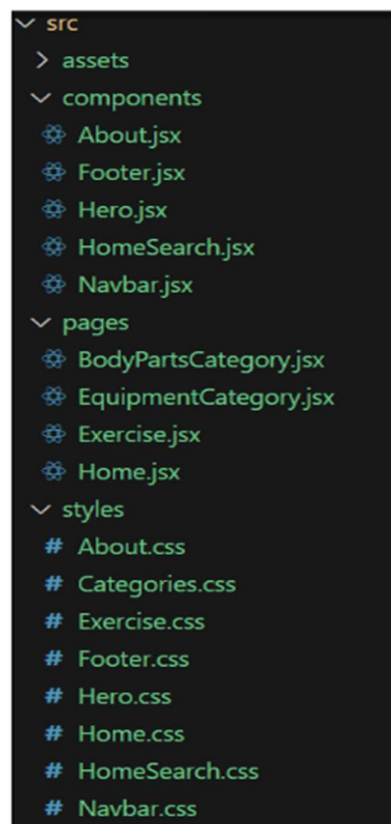 src
assets
components
About.jsx
Footer.jsx
Hero.jsx
HomeSearch.jsx
Navbar.jsx
pages
BodyPartsCategory.jsx
EquipmentCategory.jsx
Exercise.jsx
Home.jsx
styles
# About.css
# Categories.css
# Exercise.css
# Footer.css
# Hero.css
# Home.css
# HomeSearch.css
# Navbar.css